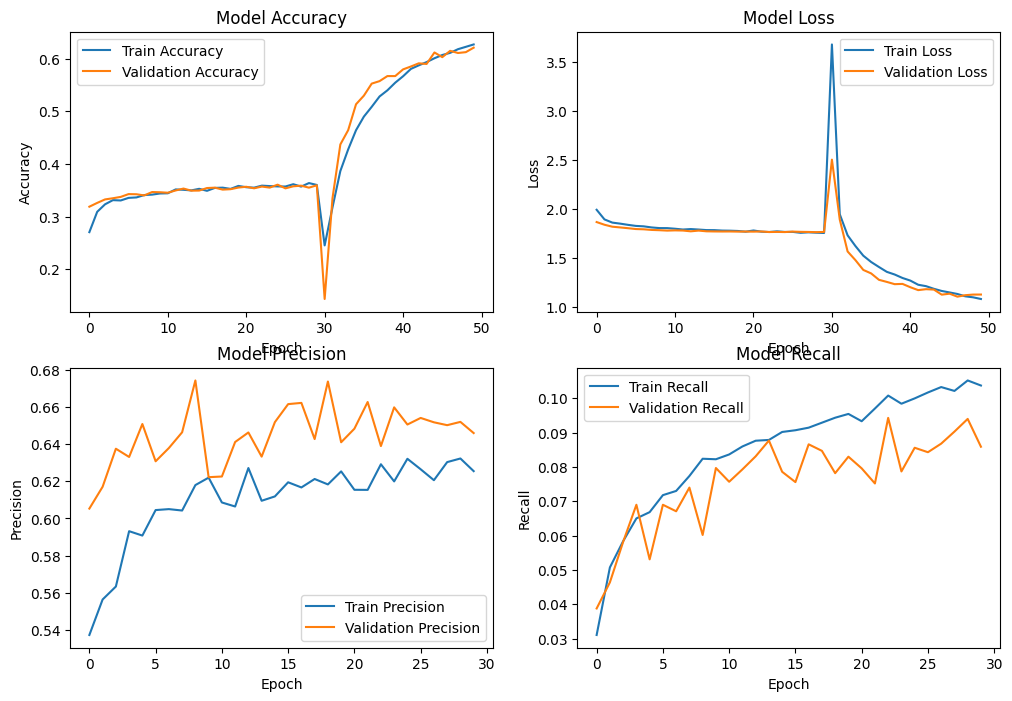 Model Accuracy
Train Accuracy
Validation Accuracy
Accuracy
0.6
0.5
0.4
0.3
0.2
0 10 20 30 40 50
Epoch
Model Loss
Train Loss
Validation Loss
Loss
3.5
3.0
2.5
2.0
1.5
1.0
0 10 20 30 40 50
Epoch
Model Precision
Train Precision
Validation Precision
Precision
0.68
0.66
0.64
0.62
0.60
0.58
0.56
0.54
0 5 10 15 20 25 30
Epoch
Model Recall
Train Recall
Validation Recall
Recall
0.10
0.09
0.08
0.07
0.06
0.05
0.04
0.03
0 5 10 15 20 25 30
Epoch